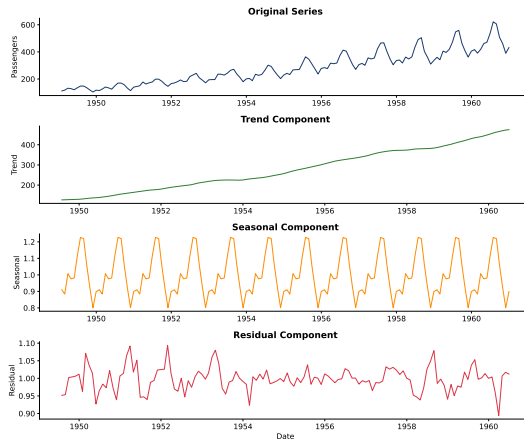 Original Series
Passengers
600
400
200
1950 1952 1954 1956 1958 1960
Trend Component
Trend
400
200
1950 1952 1954 1956 1958 1960
Seasonal Component
Seasonal
1.2
1.1
1.0
0.9
0.8
1950 1952 1954 1956 1958 1960
Residual Component
Residual
1.10
1.05
1.00
0.95
0.90
1950 1952 1954 1956 1958 1960
Date